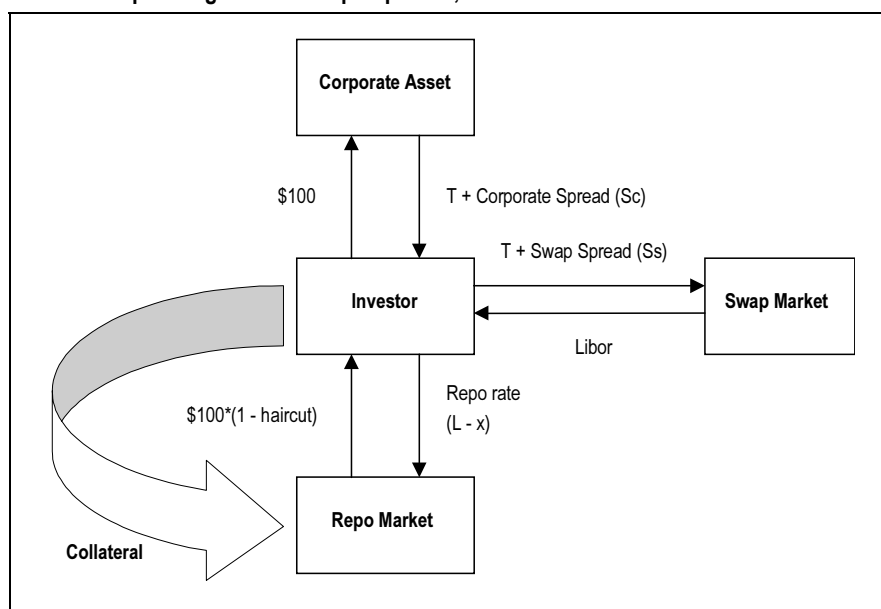 Corporate Asset
$100
T + Corporate Spread (Sc)
T + Swap Spread (Ss)
Investor
Swap Market
Libor
Repo rate
(L - x)
$100*(1 - haircut)
Repo Market
Collateral